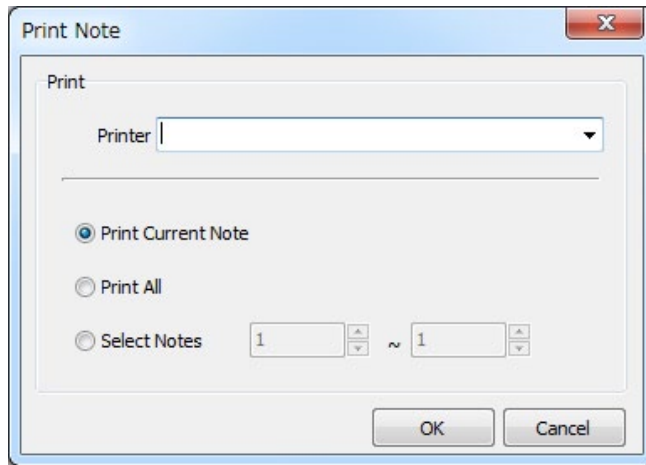 Print Note
Print
Printer
Print Current Note
Print All
Select Notes 1 ~ 1
OK Cancel